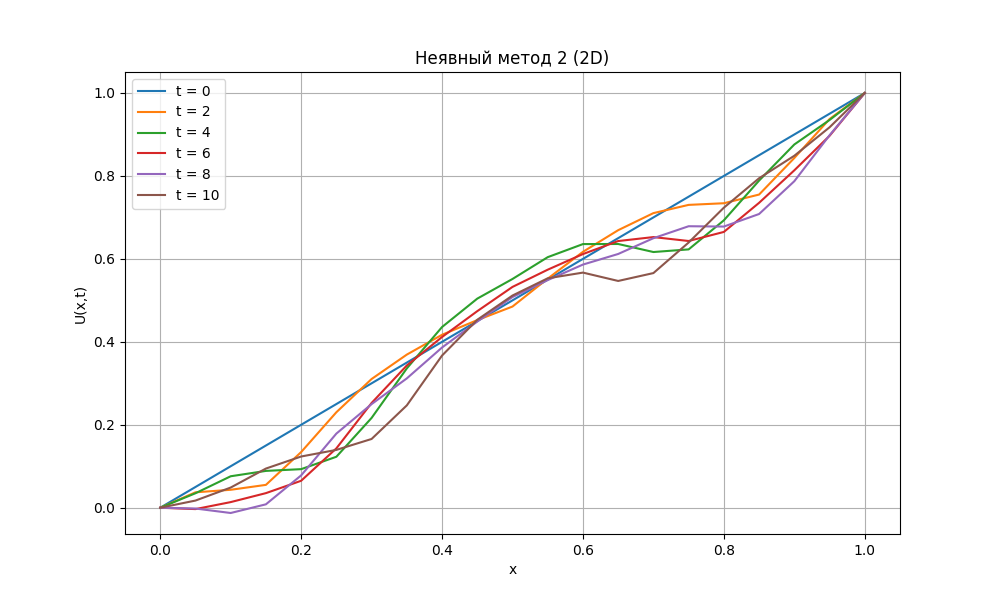 Неявный метод 2 (2D)
t = 0
t = 2
t = 4
t = 6
t = 8
t = 10
1.0
0.8
0.6
0.4
0.2
0.0
U(x,t)
0.0 0.2 0.4 0.6 0.8 1.0
x